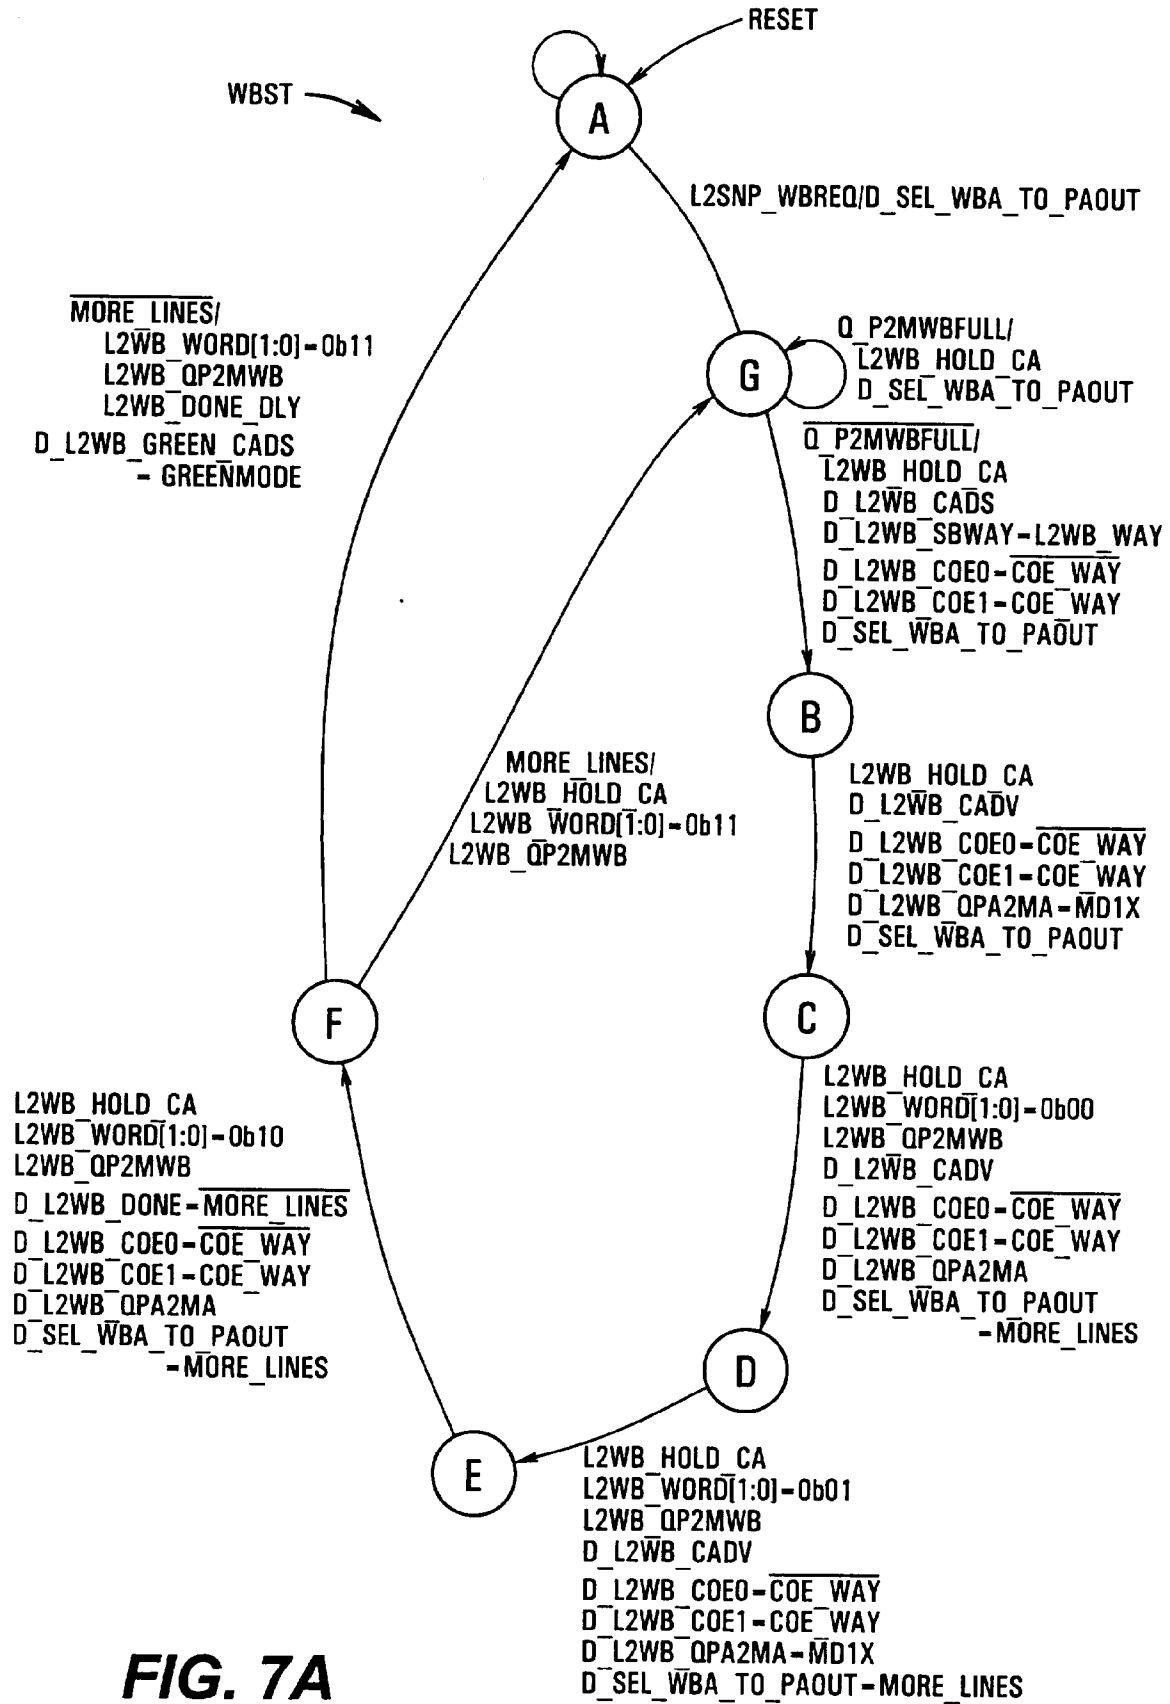 RESET
WBST
A
L2SNP_WBREQ/D_SEL_WBA_TO_PAOUT
MORE_LINES/
L2WB_WORD[1:0]=0b11
L2WB_QP2MWB
L2WB_DONE_DLY
D_L2WB_GREEN_CADS
= GREENMODE
G
Q_P2MWBFULL/
L2WB_HOLD_CA
D_SEL_WBA_TO_PAOUT
Q_P2MWBFULL/
L2WB_HOLD_CA
D_L2WB_CADS
D_L2WB_SBWAY=L2WB_WAY
D_L2WB_COE0=COE_WAY
D_L2WB_COE1=COE_WAY
D_SEL_WBA_TO_PAOUT
B
MORE_LINES/
L2WB_HOLD_CA
L2WB_WORD[1:0]=0b11
L2WB_QP2MWB
L2WB_HOLD_CA
D_L2WB_CADV
D_L2WB_COE0=COE_WAY
D_L2WB_COE1=COE_WAY
D_L2WB_QPA2MA=MD1X
D_SEL_WBA_TO_PAOUT
F
C
L2WB_HOLD_CA
L2WB_WORD[1:0]=0b00
L2WB_QP2MWB
D_L2WB_CADV
D_L2WB_COE0=COE_WAY
D_L2WB_COE1=COE_WAY
D_L2WB_QPA2MA
D_SEL_WBA_TO_PAOUT
=MORE_LINES
L2WB_HOLD_CA
L2WB_WORD[1:0]=0b10
L2WB_QP2MWB
D_L2WB_DONE=MORE_LINES
D_L2WB_COE0=COE_WAY
D_L2WB_COE1=COE_WAY
D_L2WB_QPA2MA
D_SEL_WBA_TO_PAOUT
=MORE_LINES
D
E
L2WB_HOLD_CA
L2WB_WORD[1:0]=0b01
L2WB_QP2MWB
D_L2WB_CADV
D_L2WB_COE0=COE_WAY
D_L2WB_COE1=COE_WAY
D_L2WB_QPA2MA=MD1X
D_SEL_WBA_TO_PAOUT=MORE_LINES
FIG. 7A